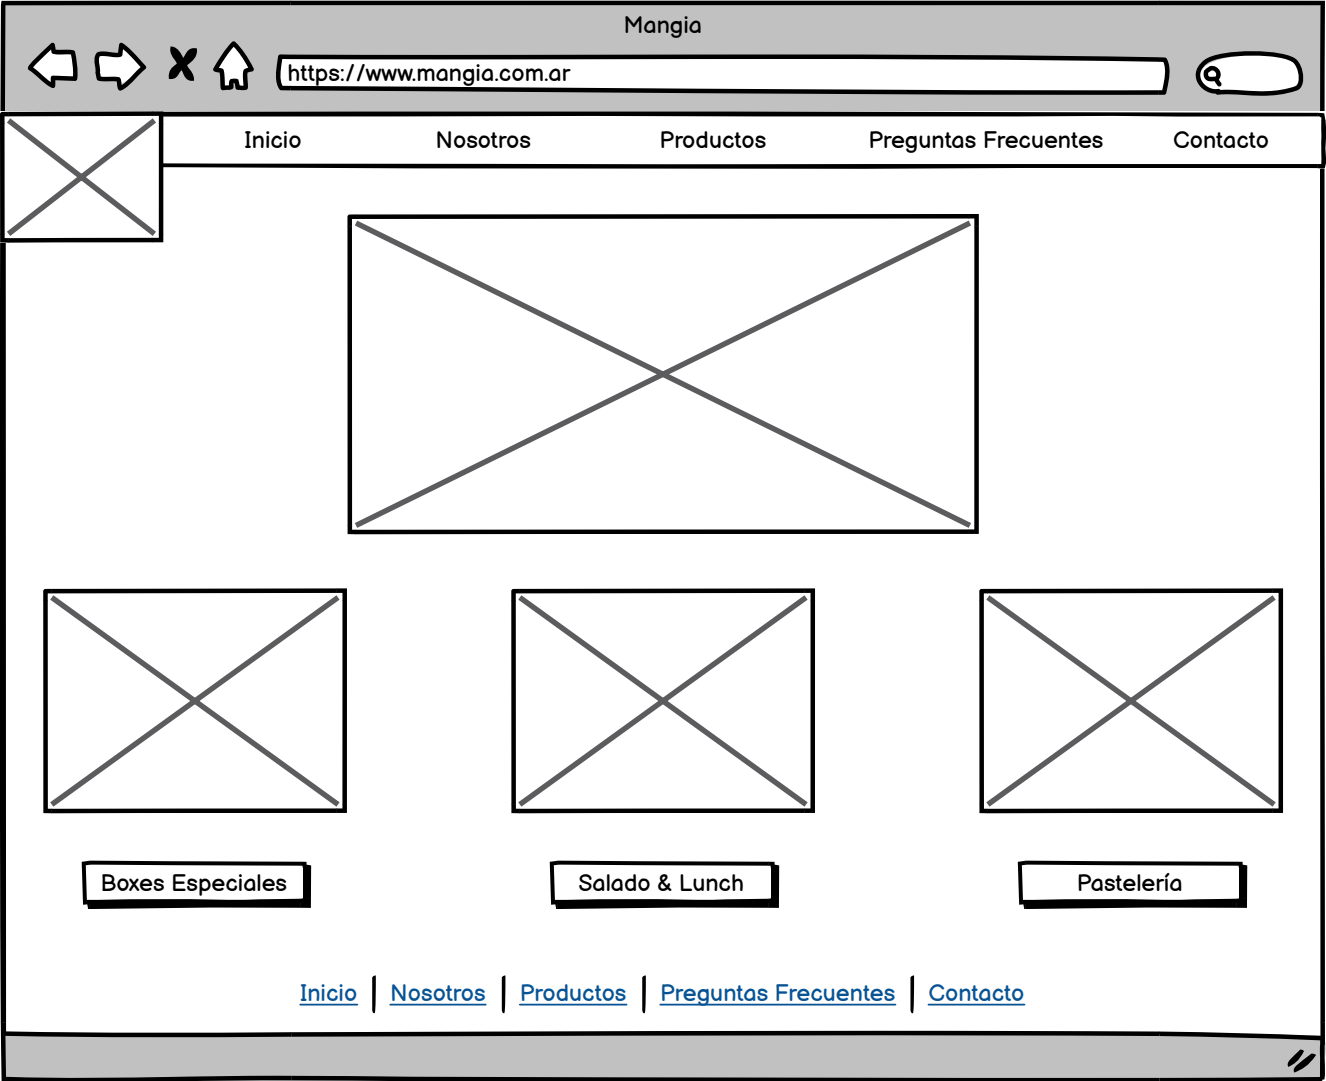 Mangia
https://www.mangia.com.ar
Inicio Nosotros Productos Preguntas Frecuentes Contacto
Boxes Especiales Salado & Lunch Pastelería
Inicio Nosotros Productos Preguntas Frecuentes Contacto